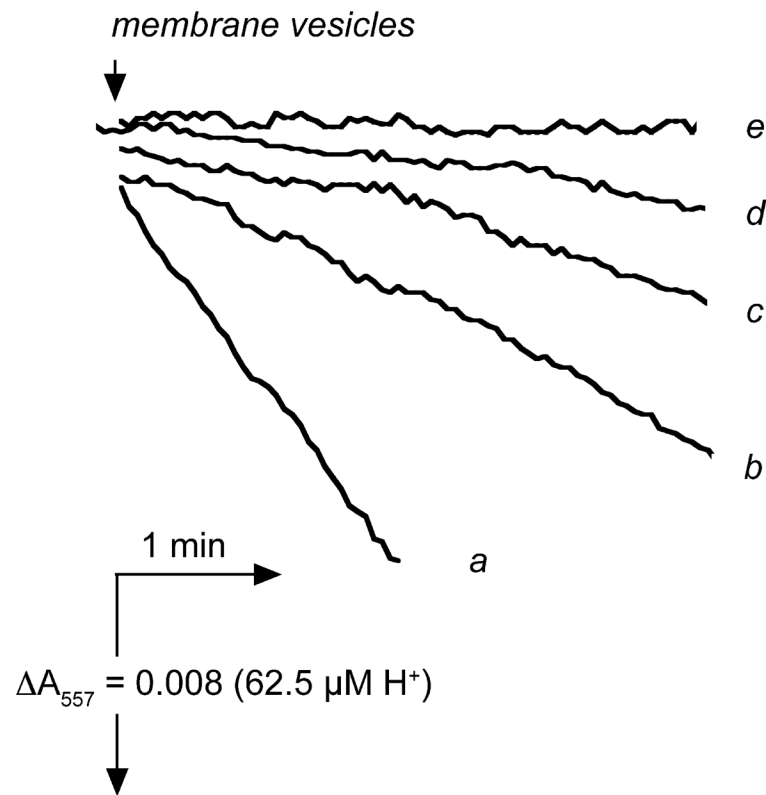 membrane vesicles
e
d
c
b
a
1 min
ΔA557 = 0.008 (62.5 µM H+)